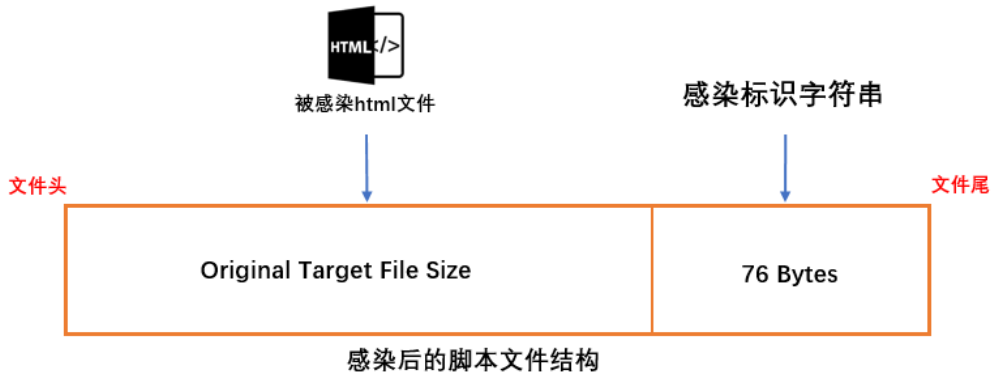 HTML </>
被感染html文件
感染标识字符串
文件头
文件尾
Original Target File Size
76 Bytes
感染后的脚本文件结构